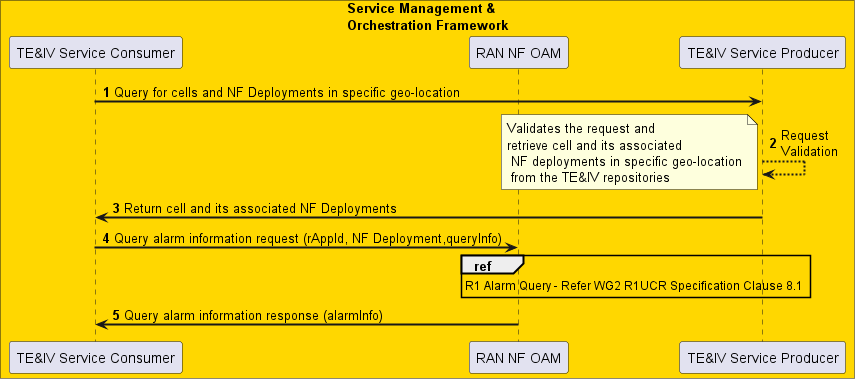 Service Management &
Orchestration Framework
TE&IV Service Consumer
RAN NF OAM
TE&IV Service Producer
1 Query for cells and NF Deployments in specific geo-location
Validates the request and
retrieve cell and its associated
NF deployments in specific geo-location
from the TE&IV repositories
2 Request
Validation
3 Return cell and its associated NF Deployments
4 Query alarm information request (rAppId, NF Deployment,queryInfo)
ref
R1 Alarm Query - Refer WG2 R1UCR Specification Clause 8.1
5 Query alarm information response (alarmInfo)
TE&IV Service Consumer
RAN NF OAM
TE&IV Service Producer